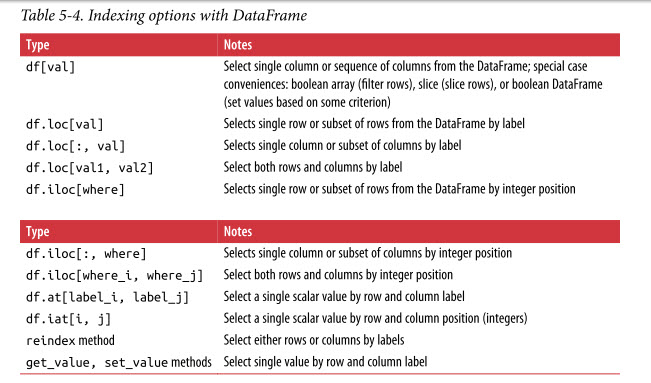 Table 5-4. Indexing options with DataFrame
Type Notes
df[val] Select single column or sequence of columns from the DataFrame; special case
conveniences: boolean array (filter rows), slice (slice rows), or boolean DataFrame
(set values based on some criterion)
df.loc[val] Selects single row or subset of rows from the DataFrame by label
df.loc[:, val] Selects single column or subset of columns by label
df.loc[val1, val2] Select both rows and columns by label
df.iloc[where] Selects single row or subset of rows from the DataFrame by integer position
Type Notes
df.iloc[:, where] Selects single column or subset of columns by integer position
df.iloc[where_i, where_j] Select both rows and columns by integer position
df.at[label_i, label_j] Select a single scalar value by row and column label
df.iat[i, j] Select a single scalar value by row and column position (integers)
reindex method Select either rows or columns by labels
get_value, set_value methods Select single value by row and column label